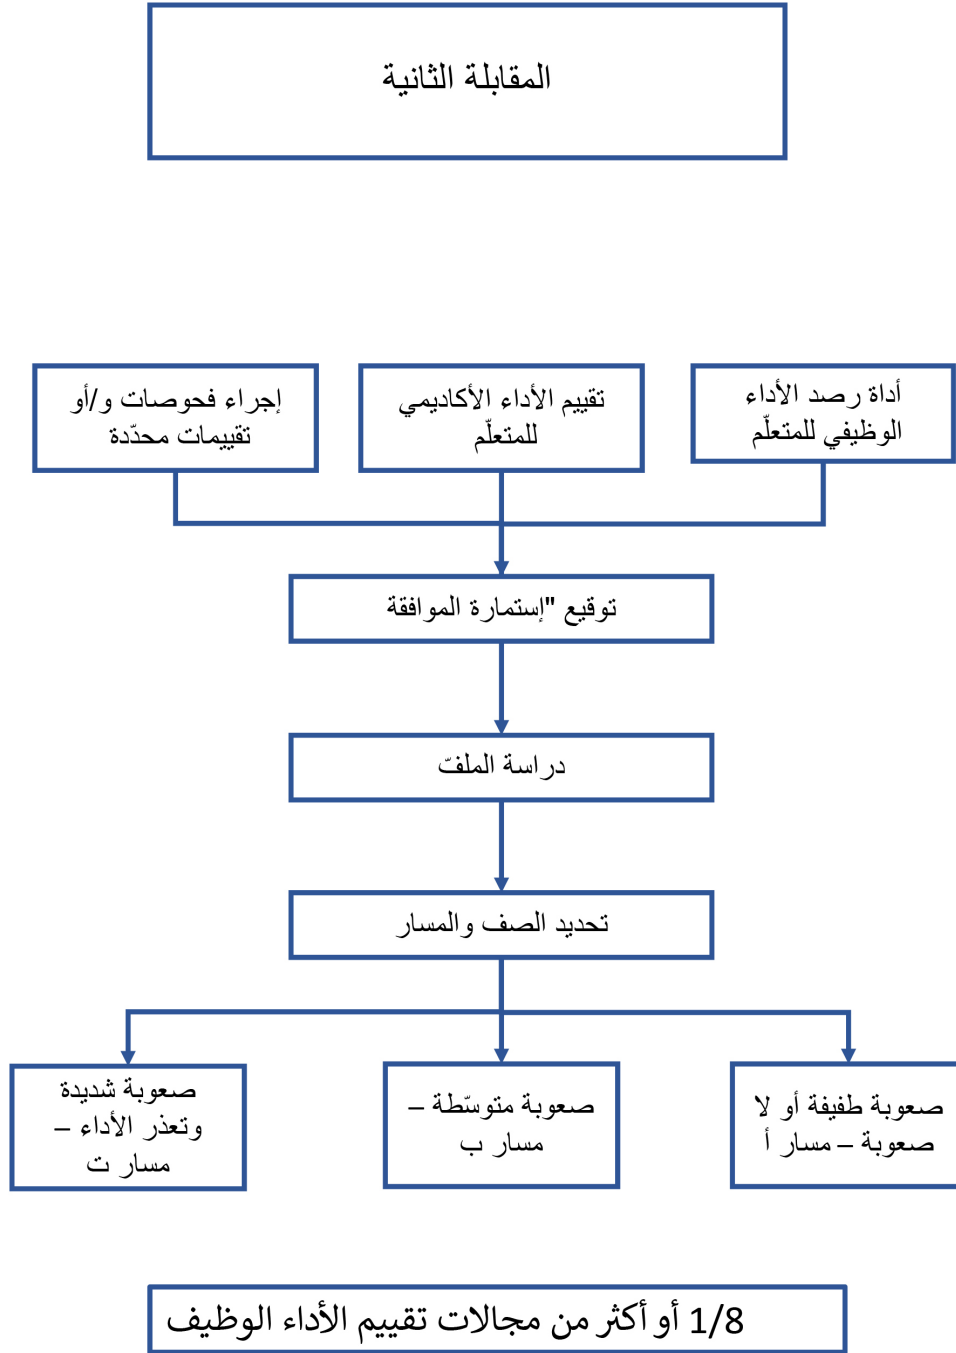 المقابلة الثانية
أداة رصد الأداء
الوظيفي للمتعلّم
تقييم الأداء الأكاديمي
للمتعلّم
إجراء فحوصات و/أو
تقييمات محدّدة
توقيع "إستمارة الموافقة
دراسة الملفّ
تحديد الصف والمسار
صعوبة طفيفة أو لا
صعوبة – مسار أ
صعوبة متوسّطة –
مسار ب
صعوبة شديدة
وتعذر الأداء –
مسار ت
1/8 أو أكثر من مجالات تقييم الأداء الوظيف